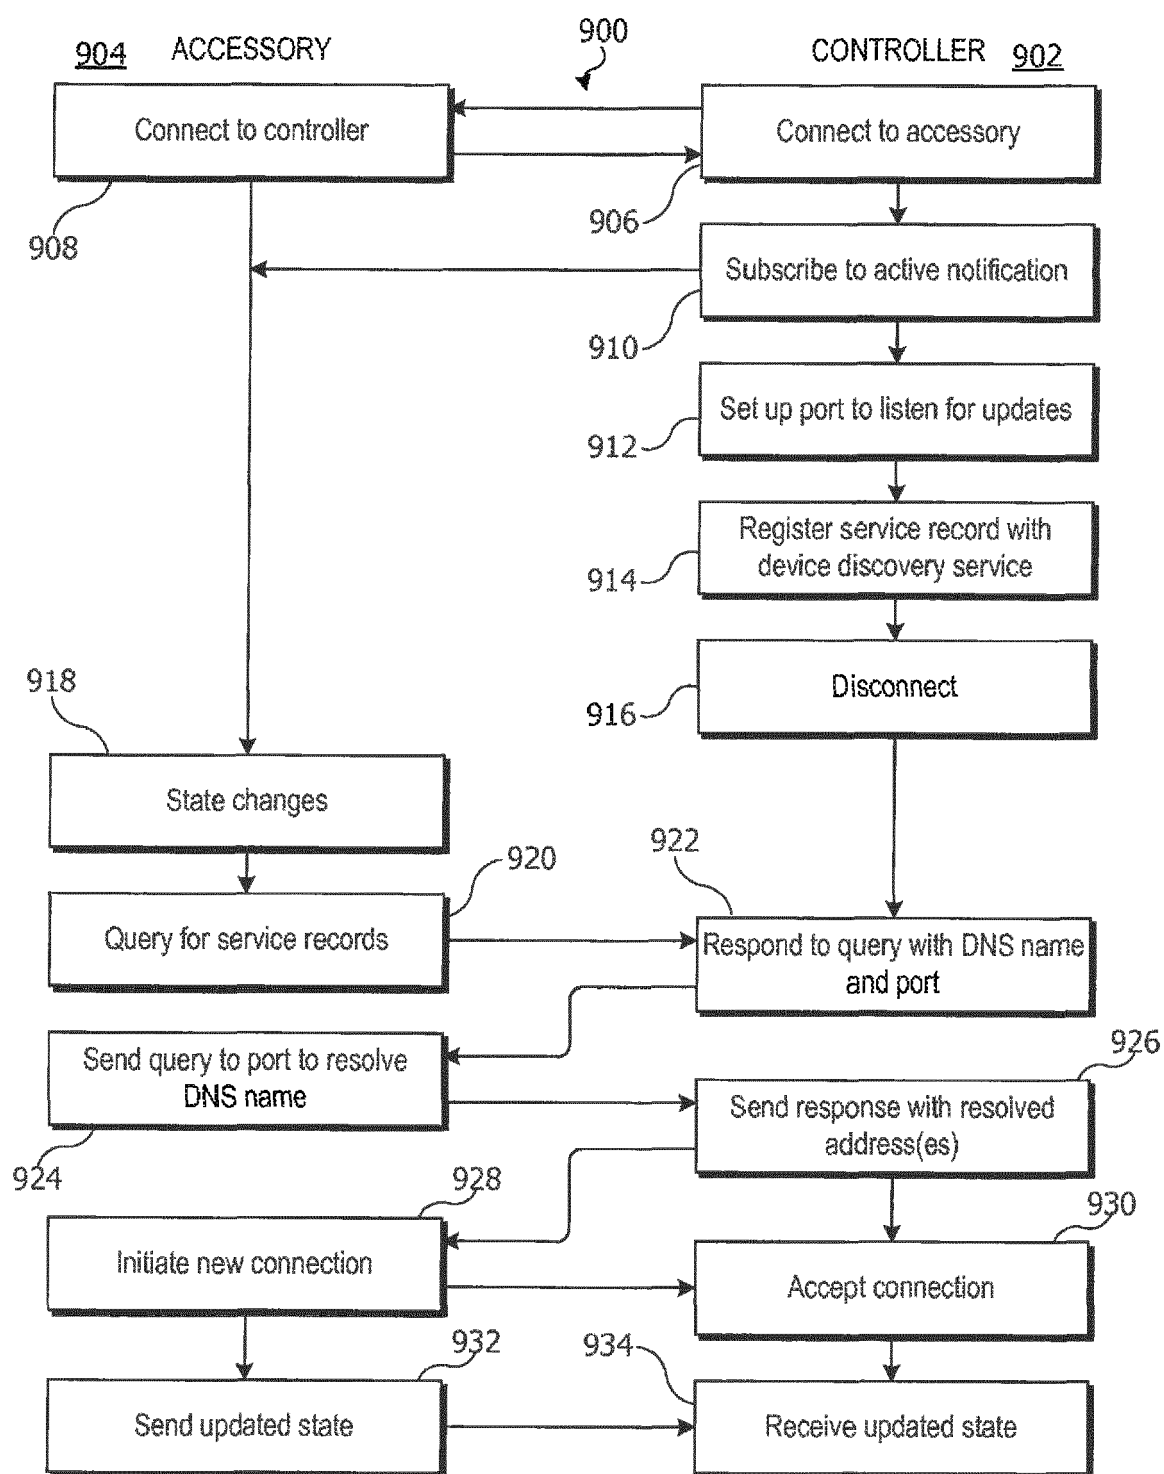 900
904 ACCESSORY
CONTROLLER 902
Connect to controller
Connect to accessory
908
906
Subscribe to active notification
910
Set up port to listen for updates
912
Register service record with
device discovery service
914
Disconnect
916
918
State changes
920
922
Query for service records
Respond to query with DNS name
and port
Send query to port to resolve
DNS name
924
926
Send response with resolved
address(es)
928
930
Initiate new connection
Accept connection
932
934
Send updated state
Receive updated state